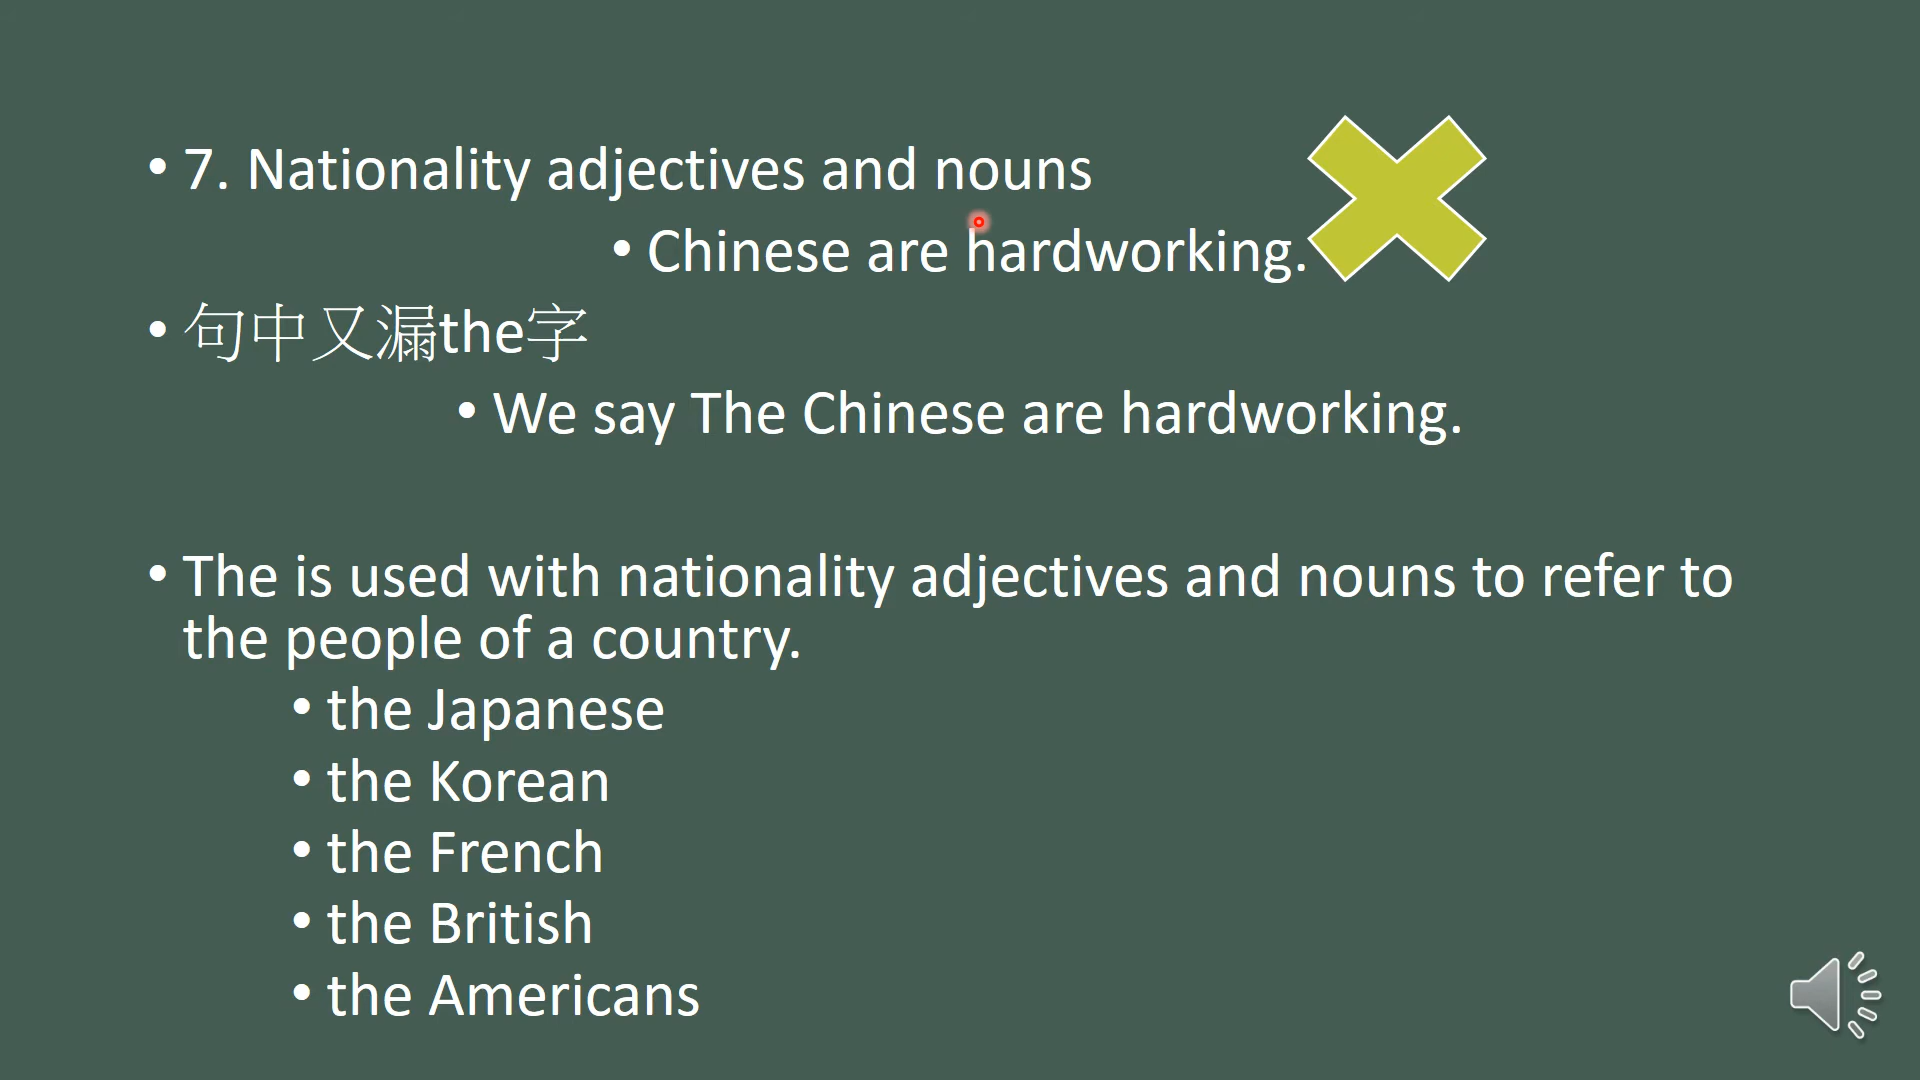 • 7. Nationality adjectives and nouns
• Chinese are hardworking.
• 句中又漏the字
• We say The Chinese are hardworking.
• The is used with nationality adjectives and nouns to refer to
the people of a country.
• the Japanese
• the Korean
• the French
• the British
• the Americans